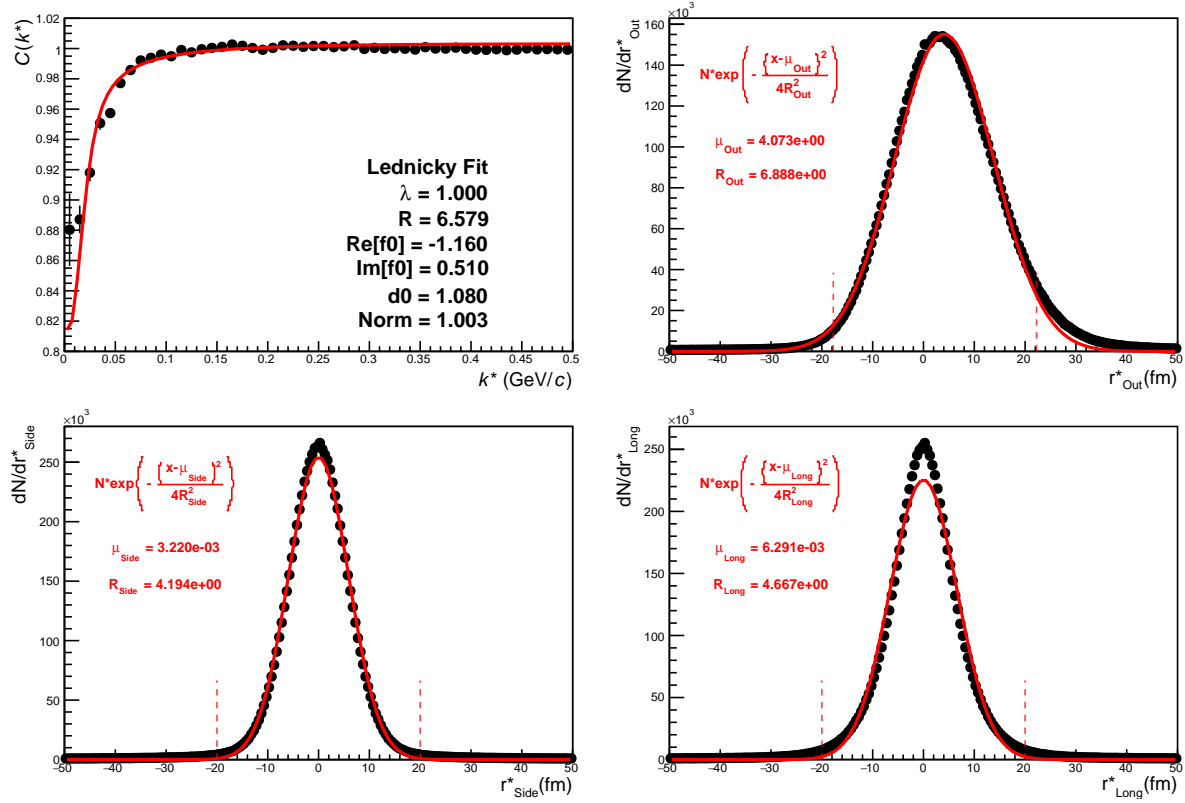 C(k*)
1.02
1
0.98
0.96
0.94
0.92
0.9
0.88
0.86
0.84
0.82
0.8
Lednicky Fit
λ = 1.000
R = 6.579
Re[f0] = -1.160
Im[f0] = 0.510
d0 = 1.080
Norm = 1.003
0 0.05 0.1 0.15 0.2 0.25 0.3 0.35 0.4 0.45 0.5
k* (GeV/c)
×10³
dN/dr*Out
160
140
120
100
80
60
40
20
0
N*exp(- [x-μOut]² / 4R²Out)
μOut = 4.073e+00
ROut = 6.888e+00
−50 −40 −30 −20 −10 0 10 20 30 40 50
r*Out(fm)
×10³
dN/dr*Side
250
200
150
100
50
0
N*exp{- [x-μSide]² / 4R²Side}
μSide = 3.220e-03
RSide = 4.194e+00
−50 −40 −30 −20 −10 0 10 20 30 40 50
r*Side(fm)
×10³
dN/dr*Long
250
200
150
100
50
0
N*exp(- [x-μLong]² / 4R²Long)
μLong = 6.291e-03
RLong = 4.667e+00
−50 −40 −30 −20 −10 0 10 20 30 40 50
r*Long(fm)